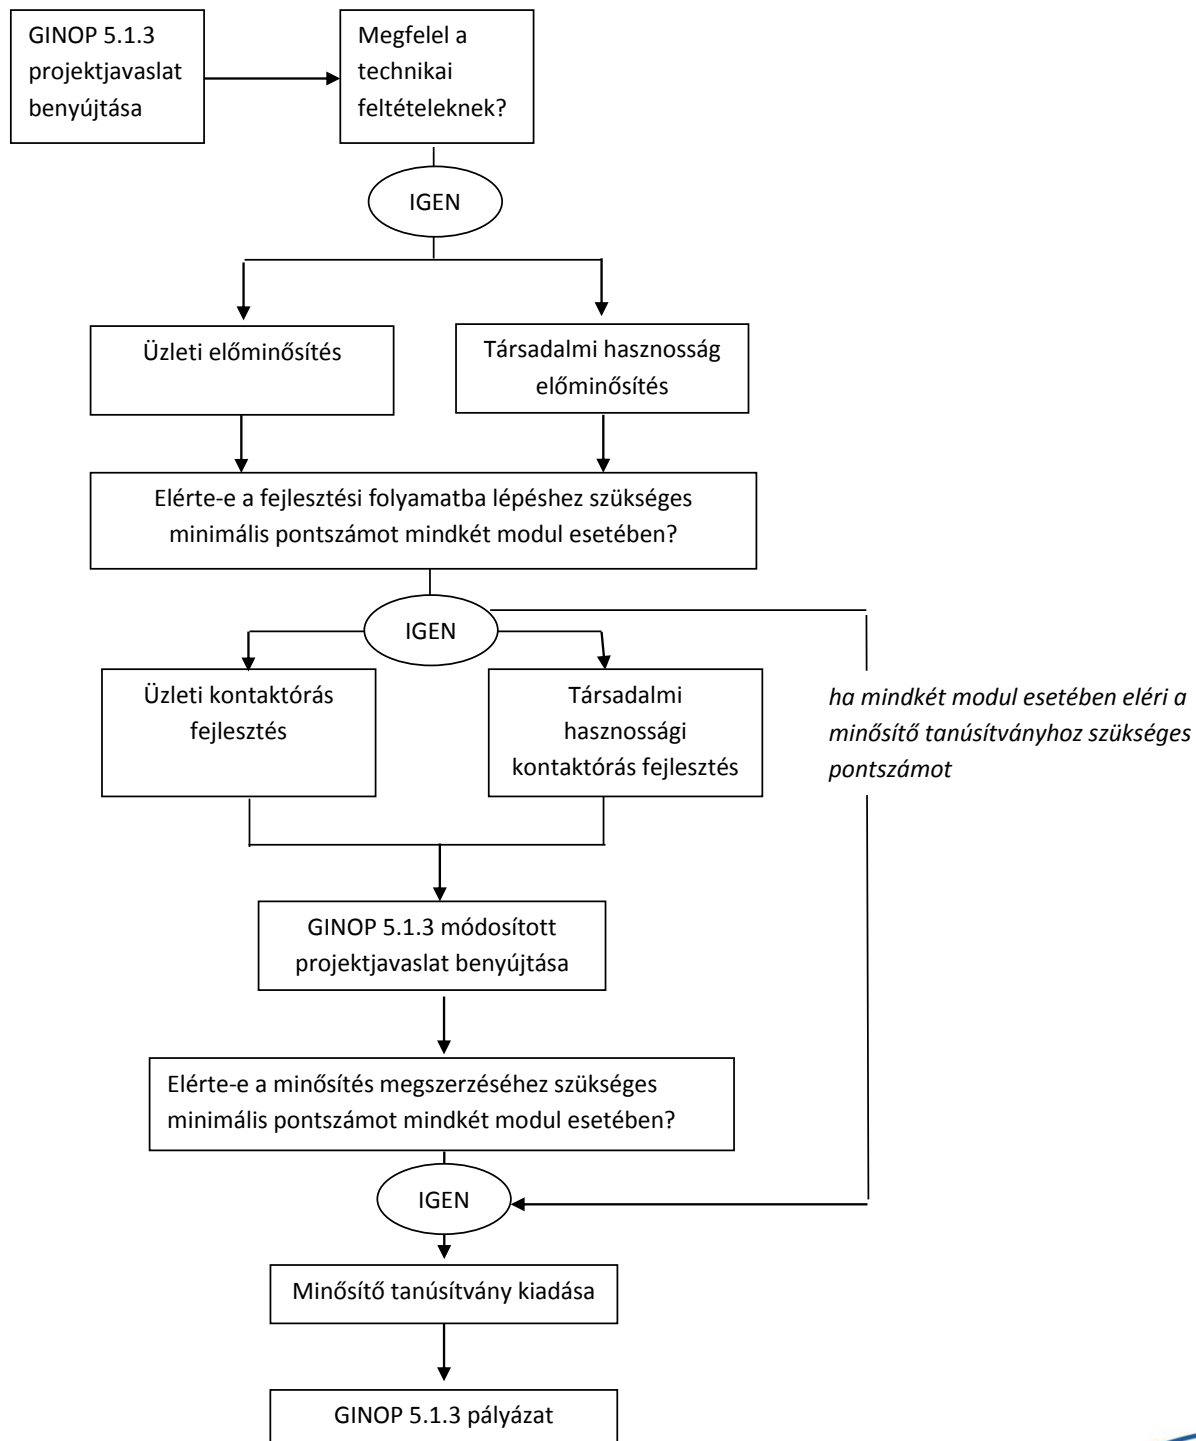 GINOP 5.1.3
projektjavaslat
benyújtása
Megfelel a
technikai
feltételeknek?
IGEN
Üzleti előminősítés
Társadalmi hasznosság
előminősítés
Elérte-e a fejlesztési folyamatba lépéshez szükséges
minimális pontszámot mindkét modul esetében?
IGEN
Üzleti kontaktórás
fejlesztés
Társadalmi
hasznossági
kontaktórás fejlesztés
ha mindkét modul esetében eléri a
minősítő tanúsítványhoz szükséges
pontszámot
GINOP 5.1.3 módosított
projektjavaslat benyújtása
Elérte-e a minősítés megszerzéséhez szükséges
minimális pontszámot mindkét modul esetében?
IGEN
Minősítő tanúsítvány kiadása
GINOP 5.1.3 pályázat